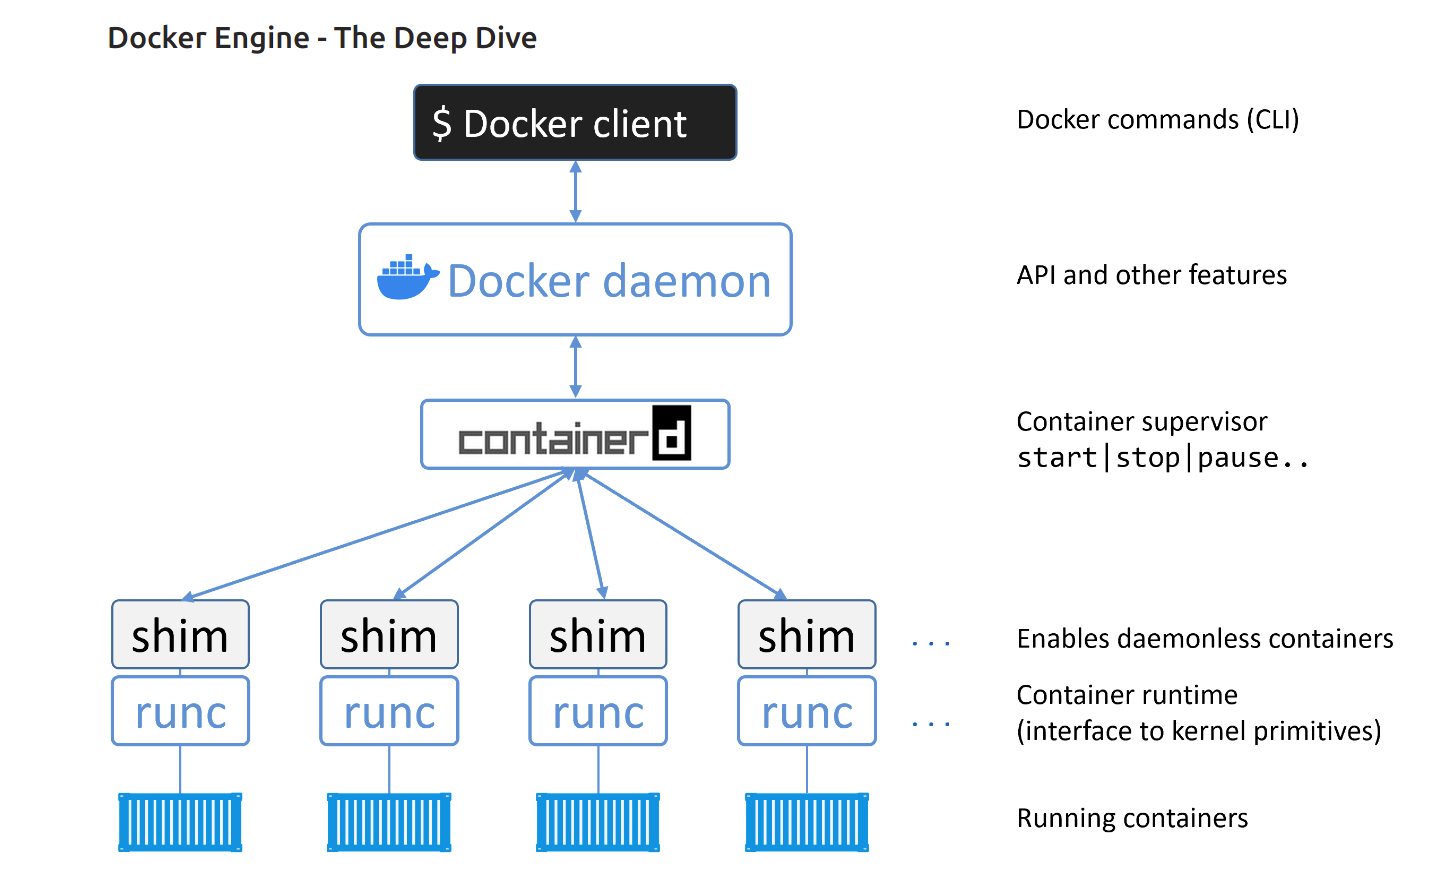 Docker Engine - The Deep Dive
$ Docker client
Docker commands (CLI)
Docker daemon
API and other features
containerd
Container supervisor
start|stop|pause..
shim shim shim shim ...
Enables daemonless containers
runc runc runc runc ...
Container runtime
(interface to kernel primitives)
Running containers